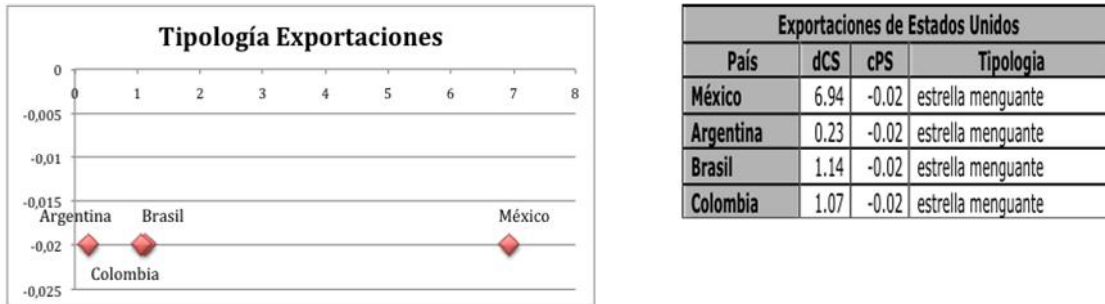 Tipología Exportaciones
0
0 1 2 3 4 5 6 7 8
-0,005
-0,01
-0,015
Argentina Brasil México
-0,02
Colombia
-0,025
Exportaciones de Estados Unidos
País dCS cPS Tipologia
México 6.94 -0.02 estrella menguante
Argentina 0.23 -0.02 estrella menguante
Brasil 1.14 -0.02 estrella menguante
Colombia 1.07 -0.02 estrella menguante